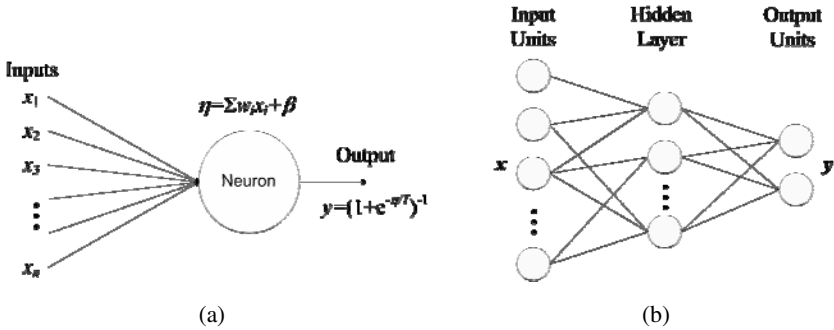 Inputs
x₁
x₂
x₃
xₙ
η=Σwᵢxᵢ+β
Neuron
Output
y=(1+e^{-η/T})^{-1}
(a)
Input Units
Hidden Layer
Output Units
x
y
(b)